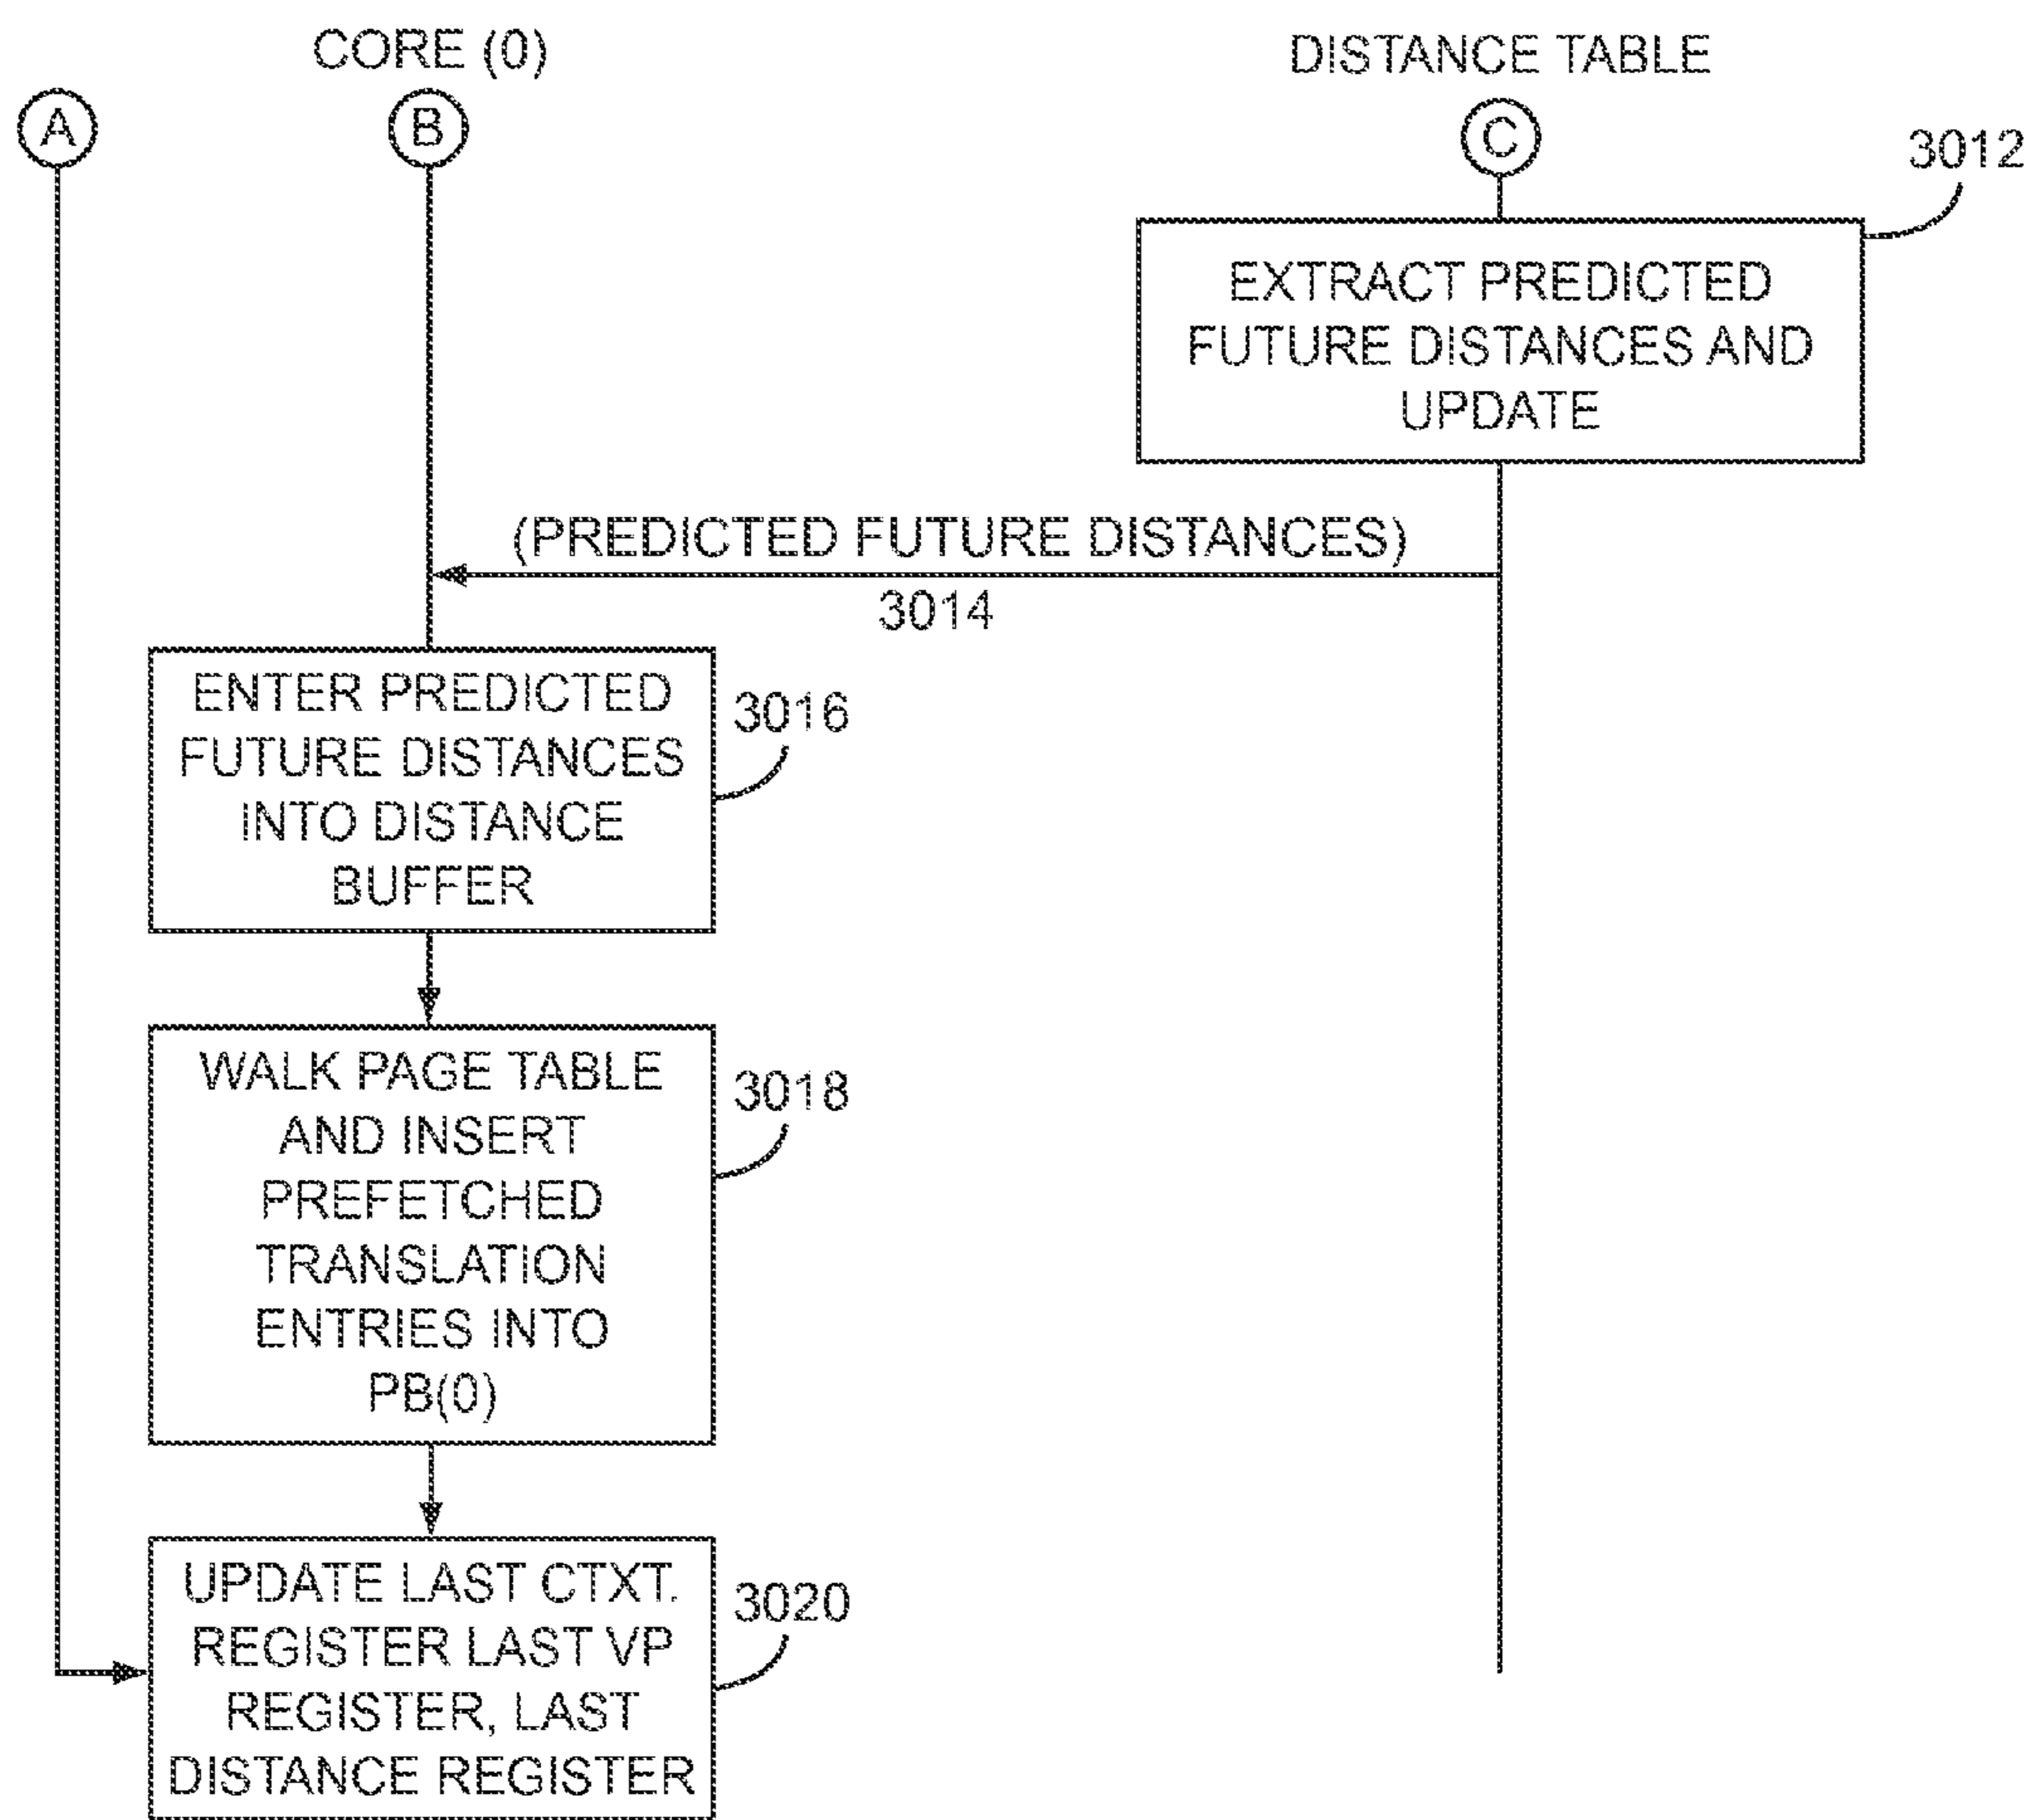 CORE (0)
DISTANCE TABLE
A
B
C
3012
EXTRACT PREDICTED
FUTURE DISTANCES AND
UPDATE
(PREDICTED FUTURE DISTANCES)
3014
ENTER PREDICTED
FUTURE DISTANCES
INTO DISTANCE
BUFFER
3016
WALK PAGE TABLE
AND INSERT
PREFETCHED
TRANSLATION
ENTRIES INTO
PB(0)
3018
UPDATE LAST CTXT.
REGISTER LAST VP
REGISTER, LAST
DISTANCE REGISTER
3020